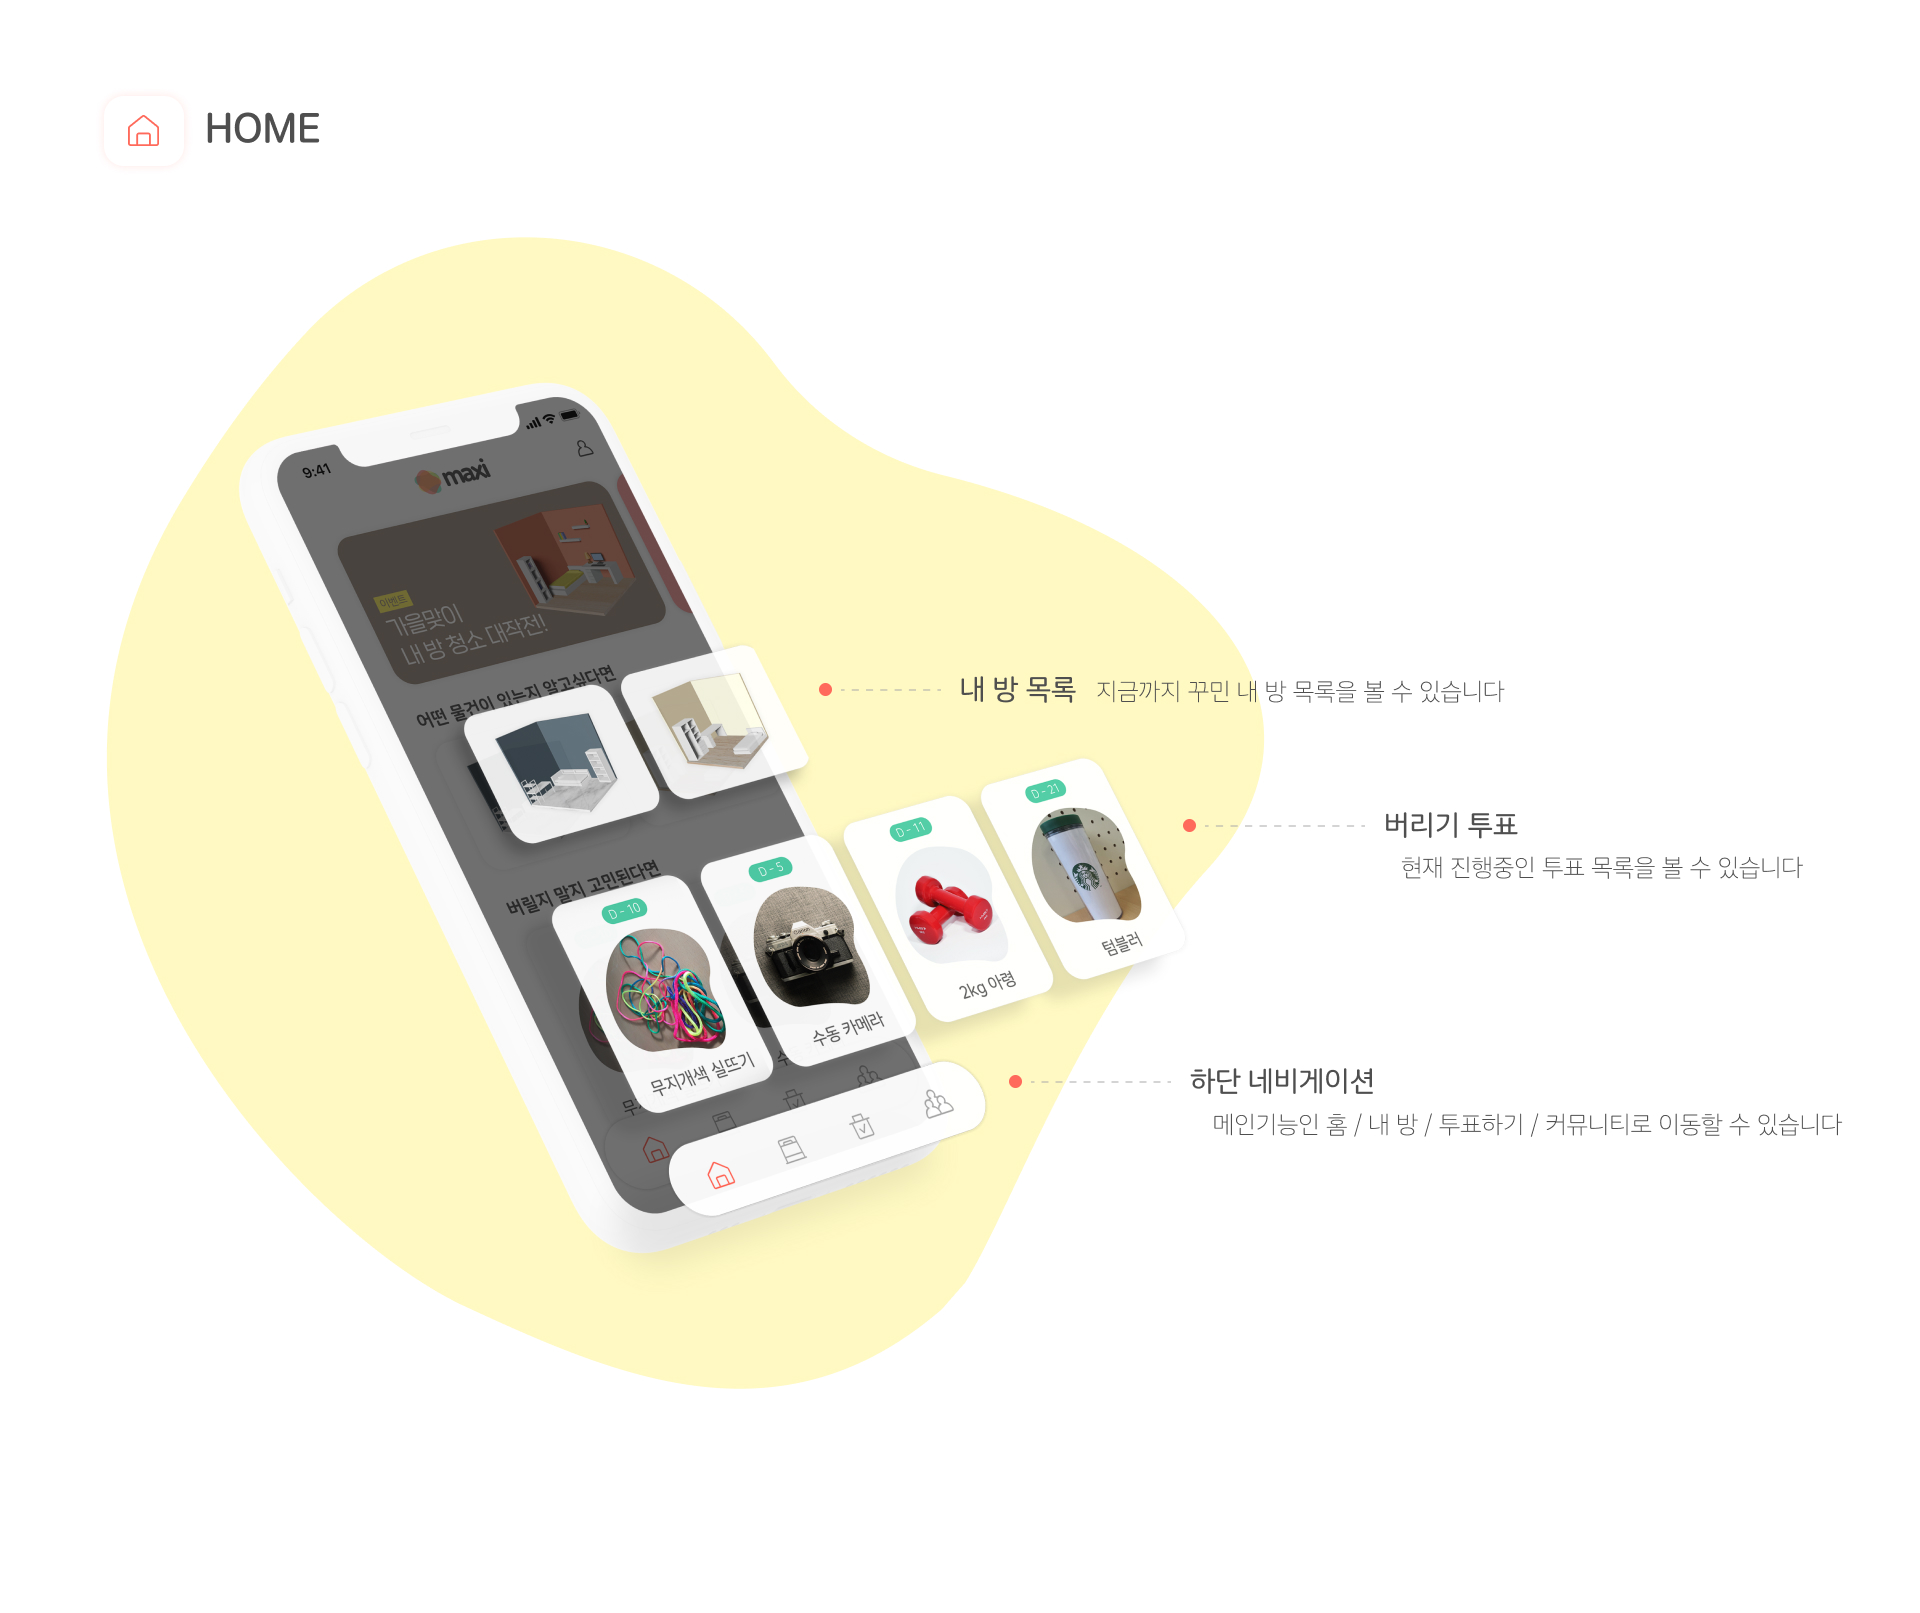 HOME
9:41
maxi
이벤트
가을맞이
내 방 청소 대작전!
어떤 물건이 있는지 알고싶다면
내 방 목록 지금까지 꾸민 내 방 목록을 볼 수 있습니다
버릴지 말지 고민된다면
D - 10
무지개색 실뜨기
D - 5
수동 카메라
D - 11
2kg 아령
D - 21
텀블러
버리기 투표
현재 진행중인 투표 목록을 볼 수 있습니다
하단 네비게이션
메인기능인 홈 / 내 방 / 투표하기 / 커뮤니티로 이동할 수 있습니다